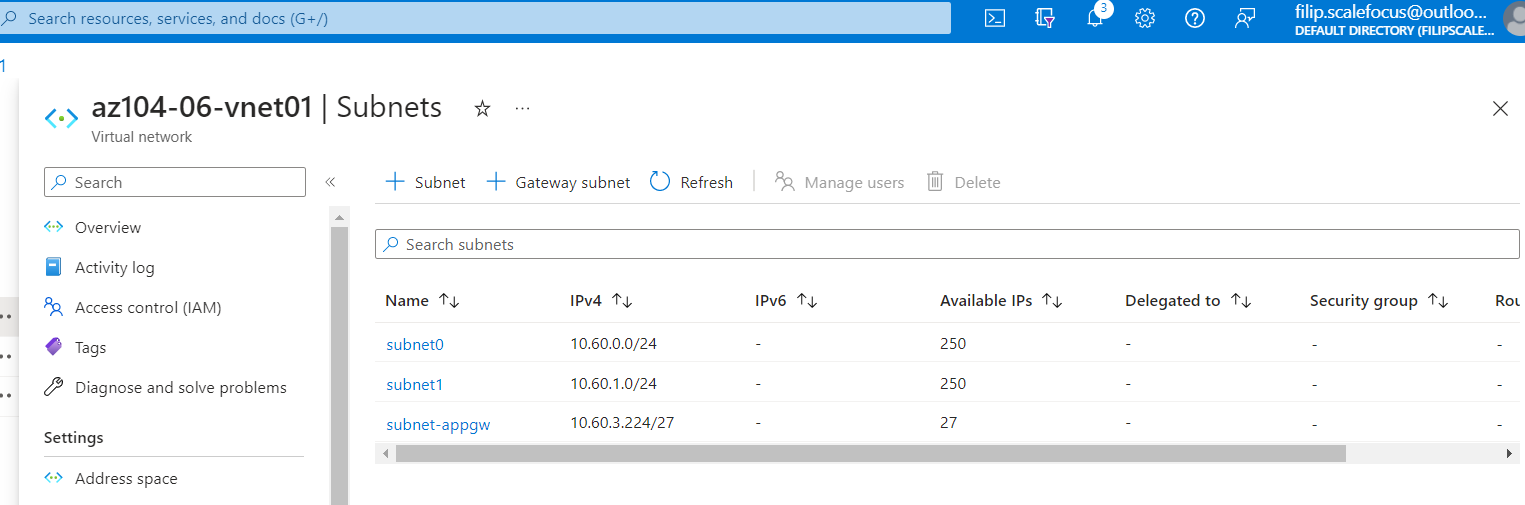 Search resources, services, and docs (G+/)
3
filip.scalefocus@outloo...
DEFAULT DIRECTORY (FILIPSCALE...
1
az104-06-vnet01 | Subnets ☆ ...
Virtual network
Search «
Subnet Gateway subnet Refresh Manage users Delete
Overview
Activity log
Access control (IAM)
Tags
Diagnose and solve problems
Settings
Address space
Search subnets
Name IPv4 IPv6 Available IPs Delegated to Security group Rou
subnet0 10.60.0.0/24 - 250 - - -
subnet1 10.60.1.0/24 - 250 - - -
subnet-appgw 10.60.3.224/27 - 27 - - -